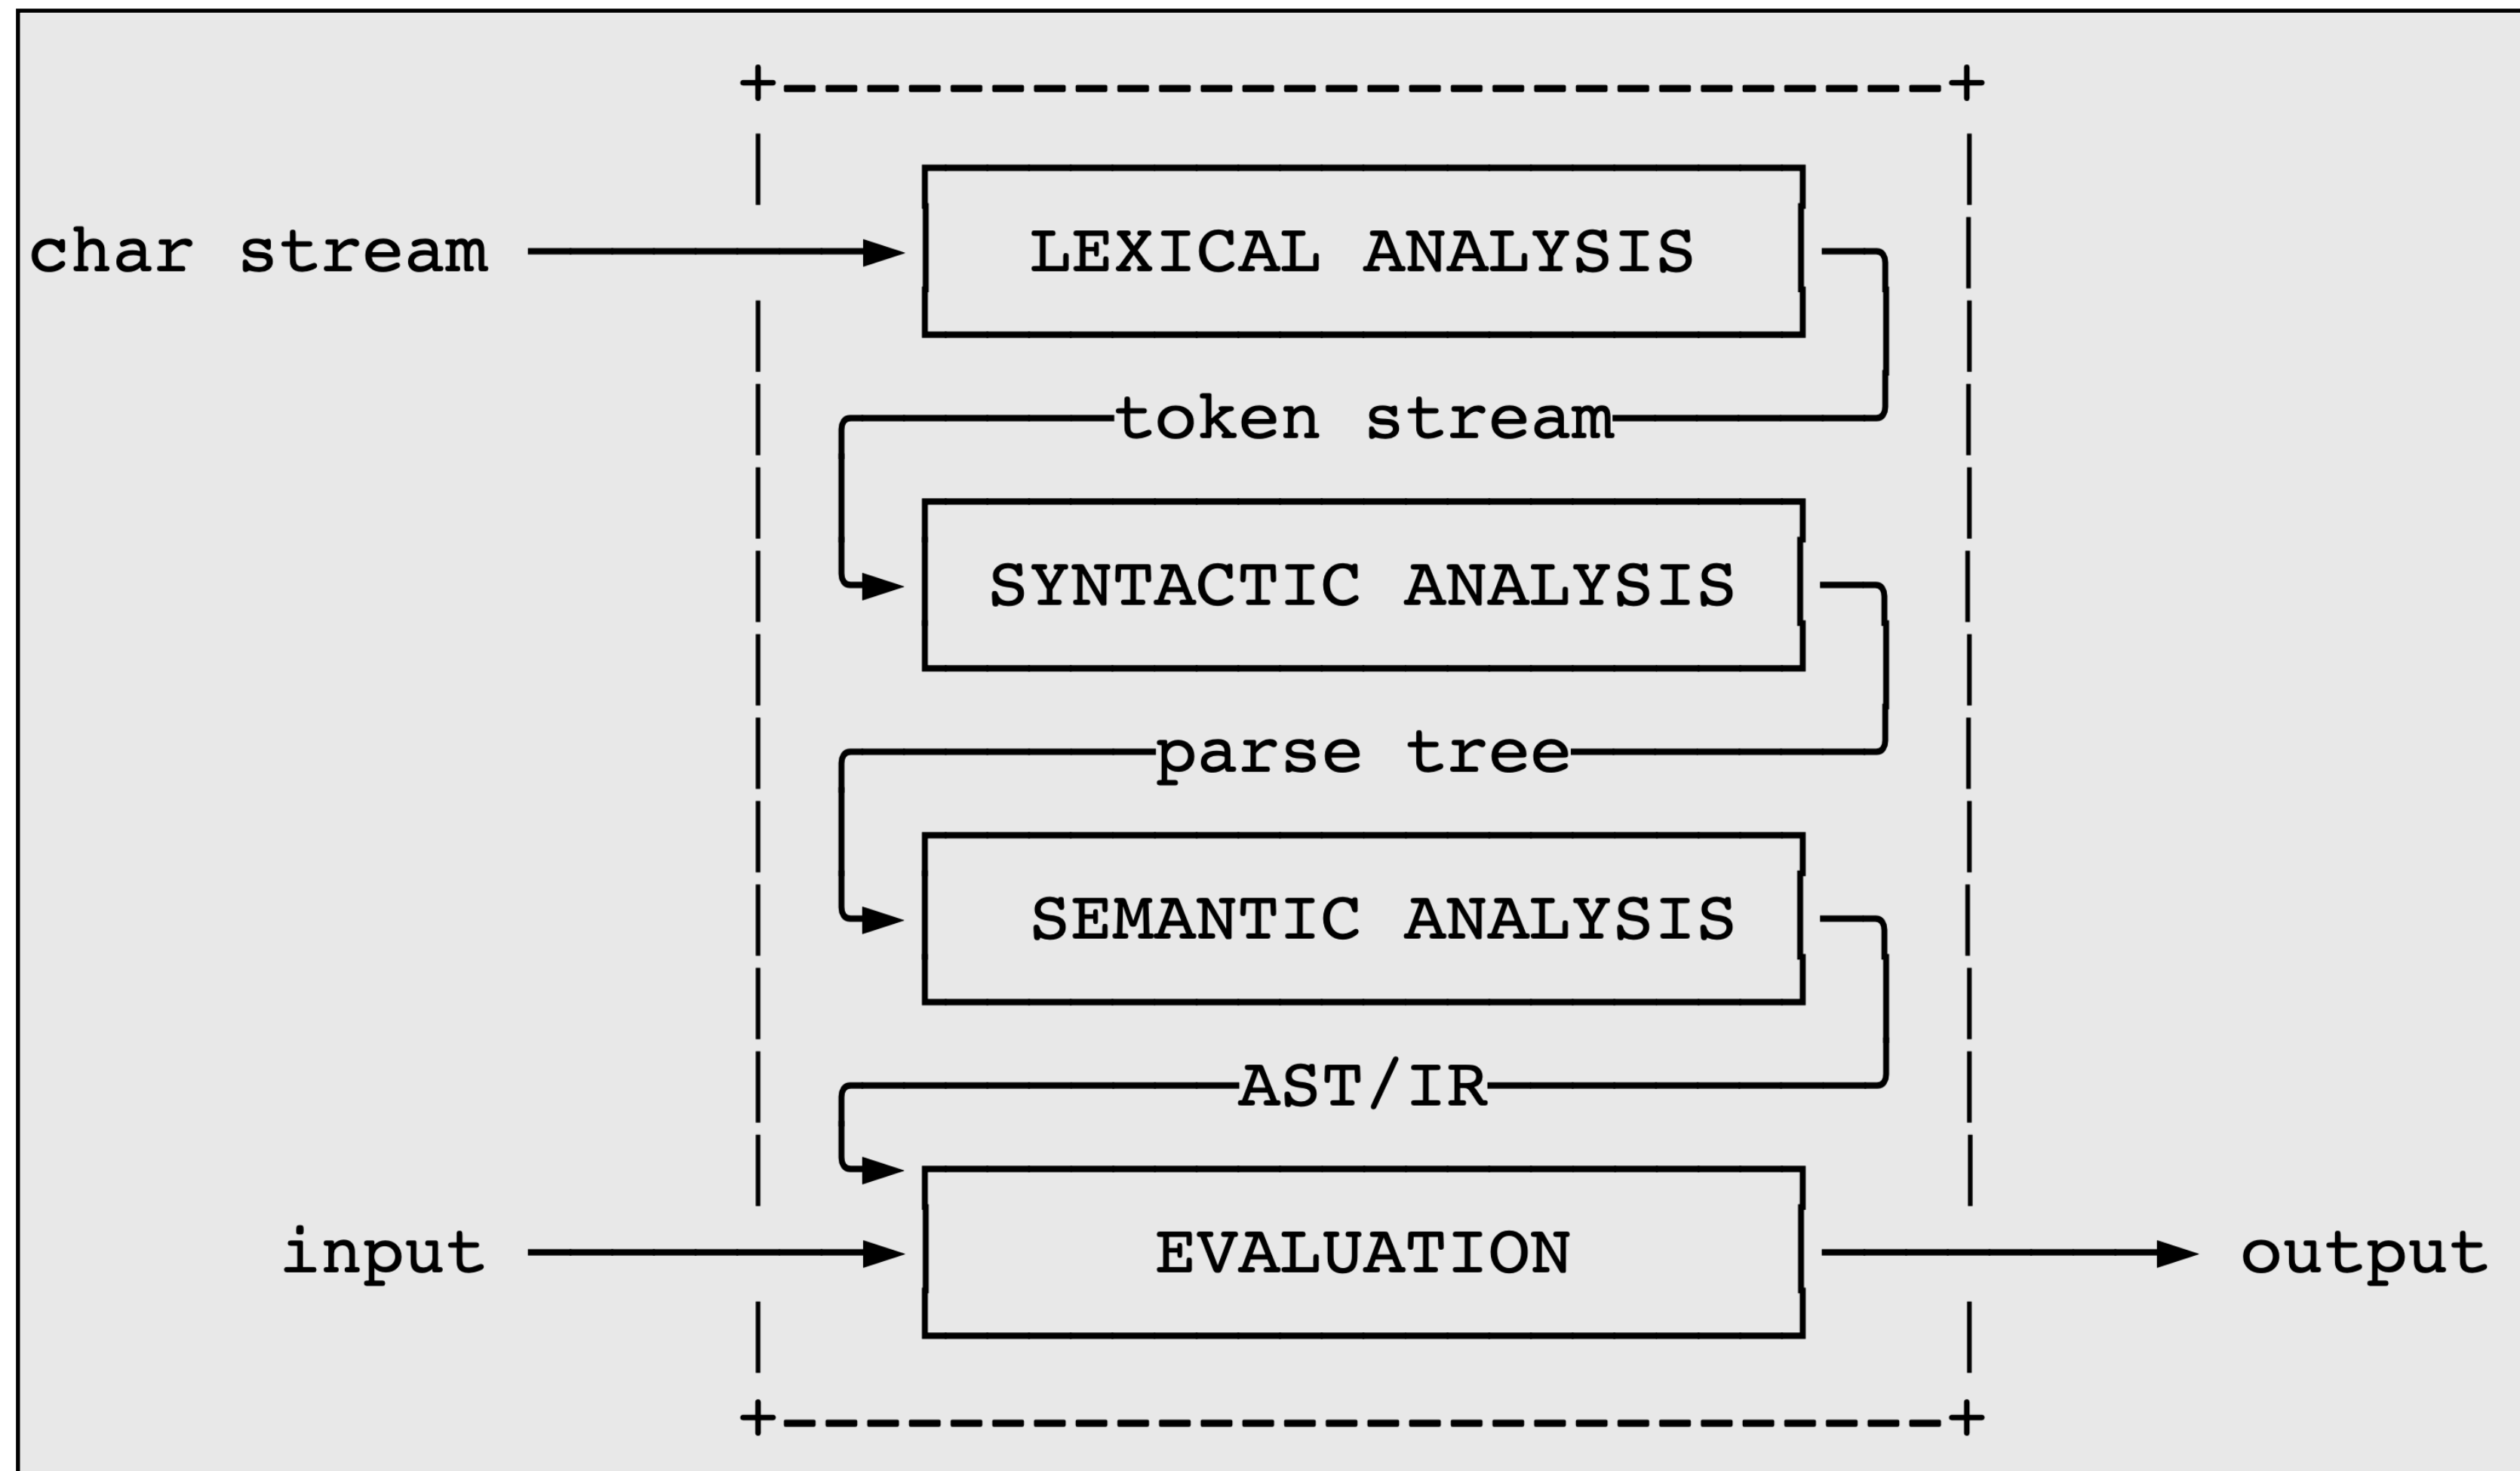 char stream
LEXICAL ANALYSIS
token stream
SYNTACTIC ANALYSIS
parse tree
SEMANTIC ANALYSIS
AST/IR
input
EVALUATION
output